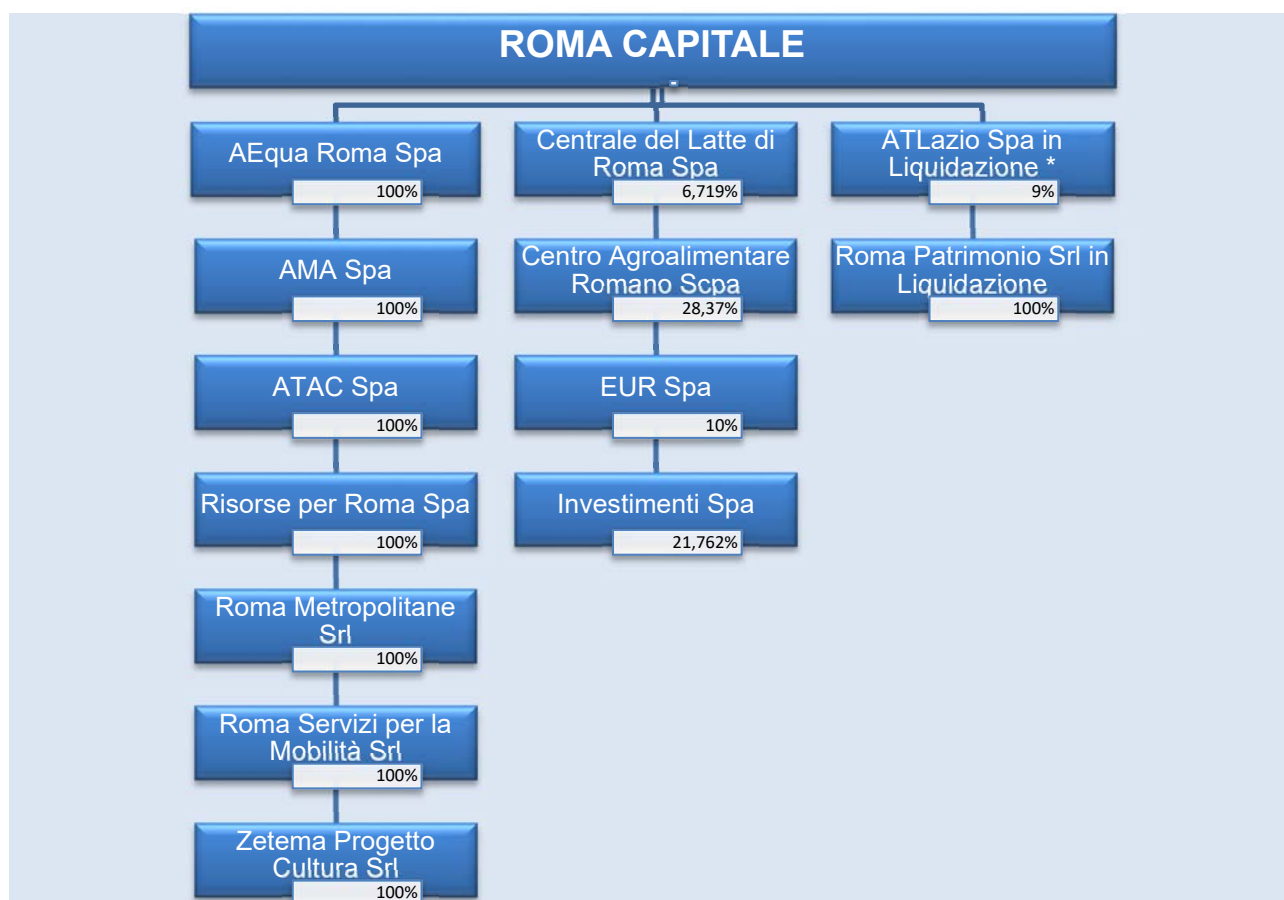 ROMA CAPITALE
AEqua Roma Spa
100%
AMA Spa
100%
ATAC Spa
100%
Risorse per Roma Spa
100%
Roma Metropolitane
Srl
100%
Roma Servizi per la
Mobilità Srl
100%
Zetema Progetto
Cultura Srl
100%
Centrale del Latte di
Roma Spa
6,719%
Centro Agroalimentare
Romano Scpa
28,37%
EUR Spa
10%
Investimenti Spa
21,762%
ATLazio Spa in
Liquidazione *
9%
Roma Patrimonio Srl in
Liquidazione
100%